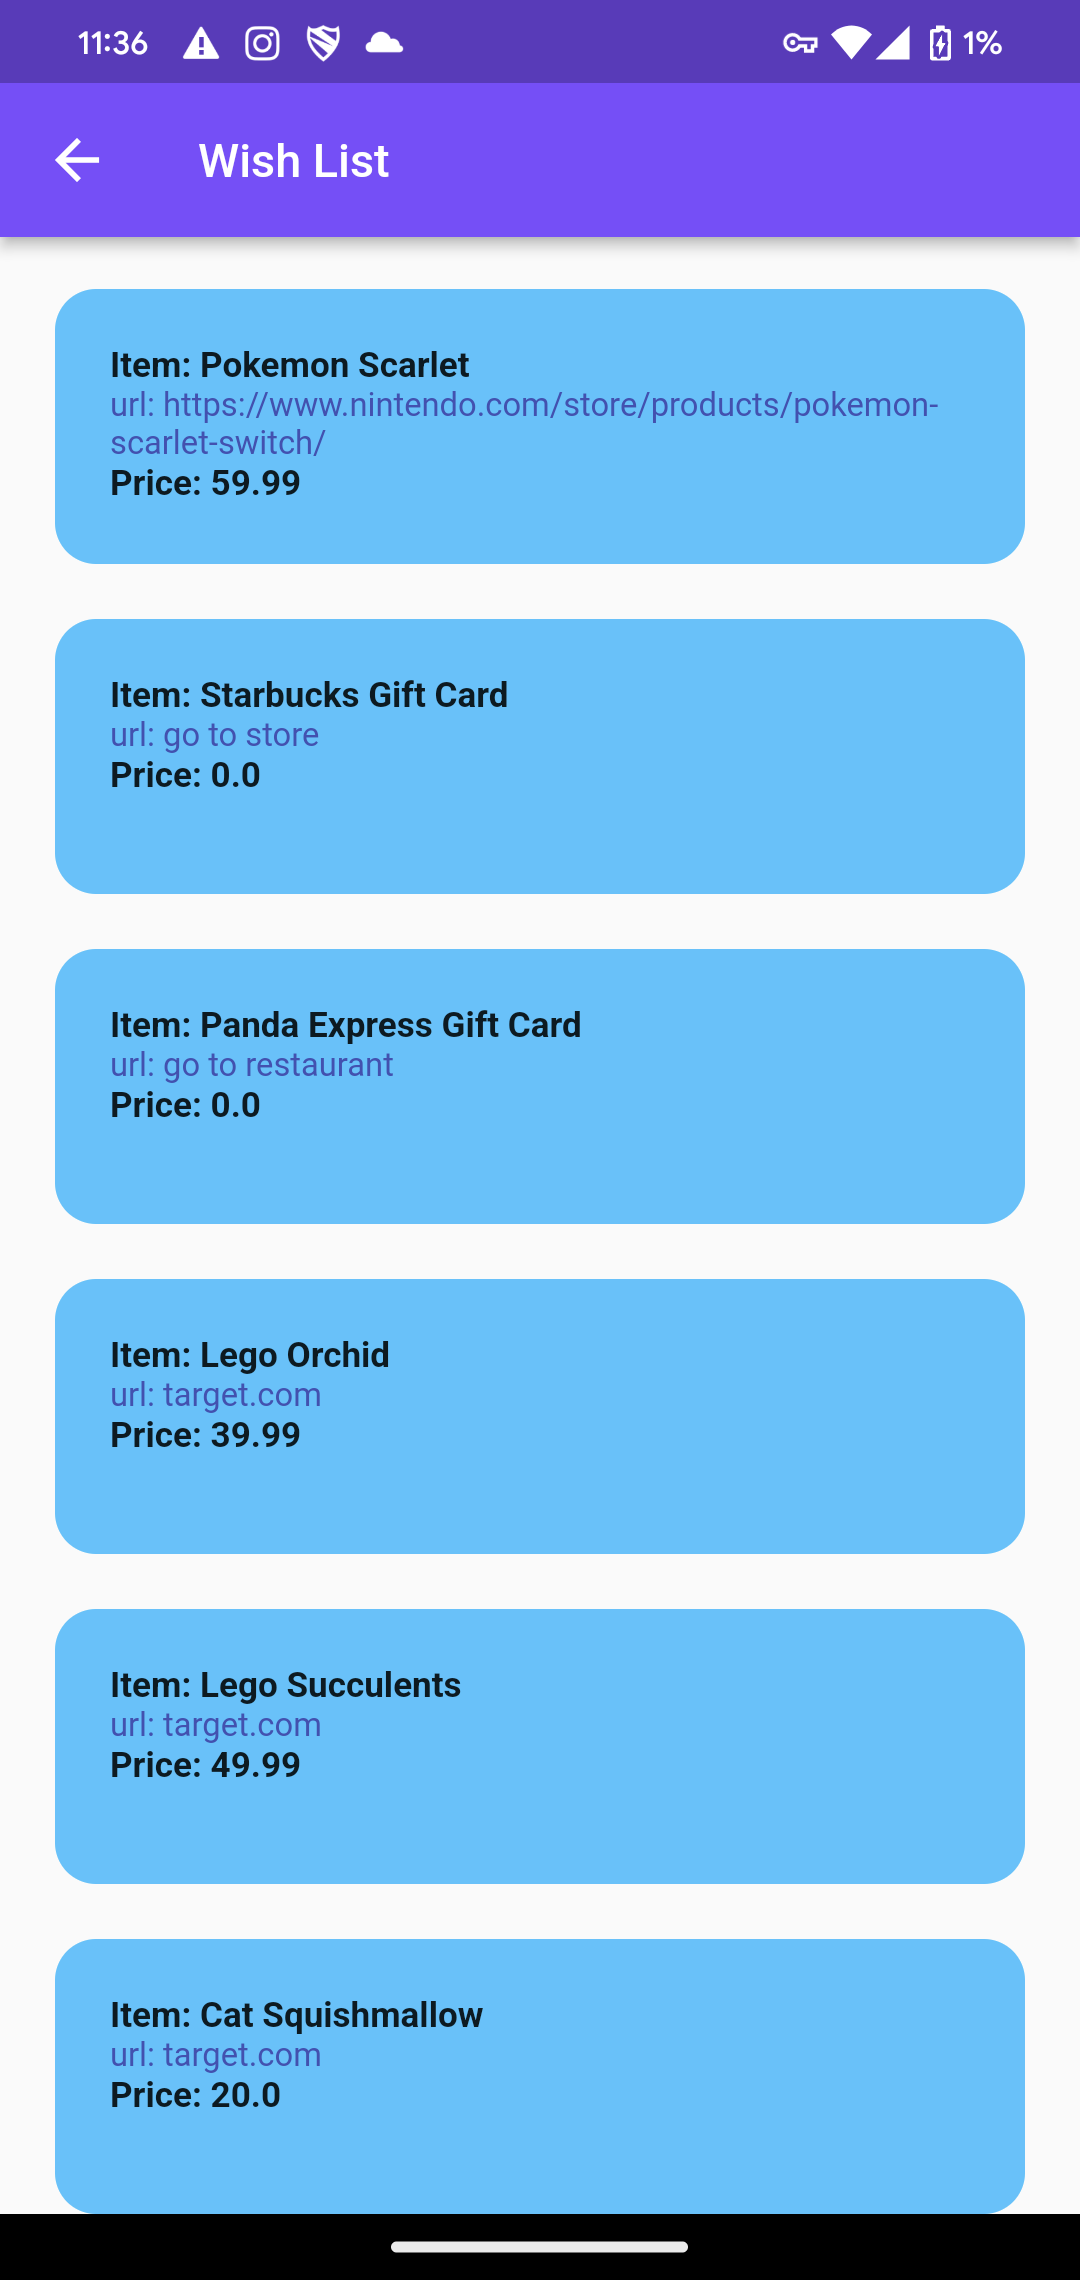 11:36
1%
Wish List
Item: Pokemon Scarlet
url: https://www.nintendo.com/store/products/pokemon-
scarlet-switch/
Price: 59.99
Item: Starbucks Gift Card
url: go to store
Price: 0.0
Item: Panda Express Gift Card
url: go to restaurant
Price: 0.0
Item: Lego Orchid
url: target.com
Price: 39.99
Item: Lego Succulents
url: target.com
Price: 49.99
Item: Cat Squishmallow
url: target.com
Price: 20.0